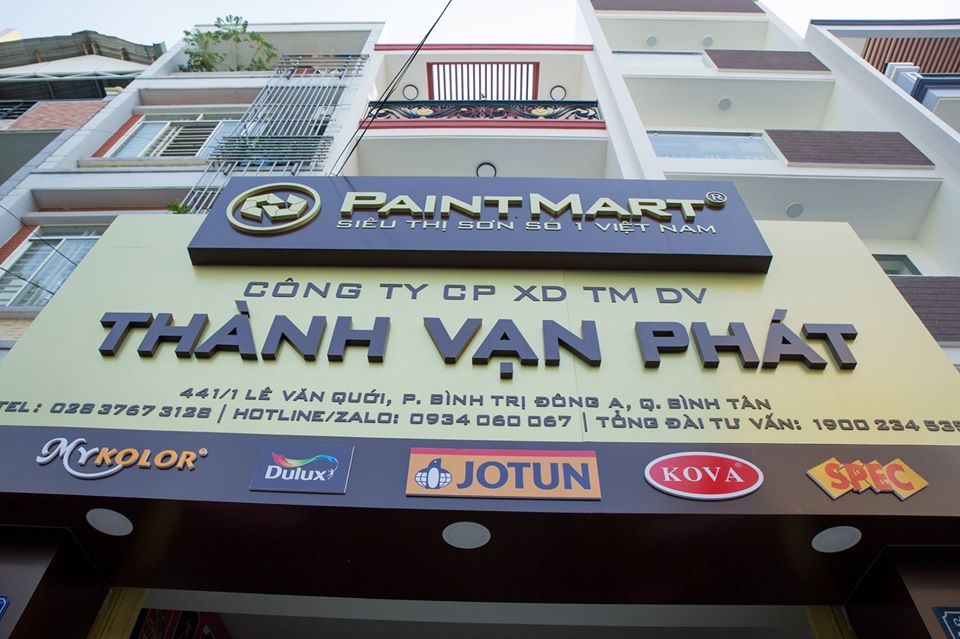 PAINTMART®
SIÊU THỊ SƠN SỐ 1 VIỆT NAM
CÔNG TY CP XD TM DV
THÀNH VẠN PHÁT
441/1 LÊ VĂN QUỚI, P. BÌNH TRỊ ĐÔNG A, Q. BÌNH TÂN
TEL: 028 3767 3128 | HOTLINE/ZALO: 0934 060 067 | TỔNG ĐÀI TƯ VẤN: 1900 234 535
MYKOLOR® Dulux JOTUN KOVA® SPEC